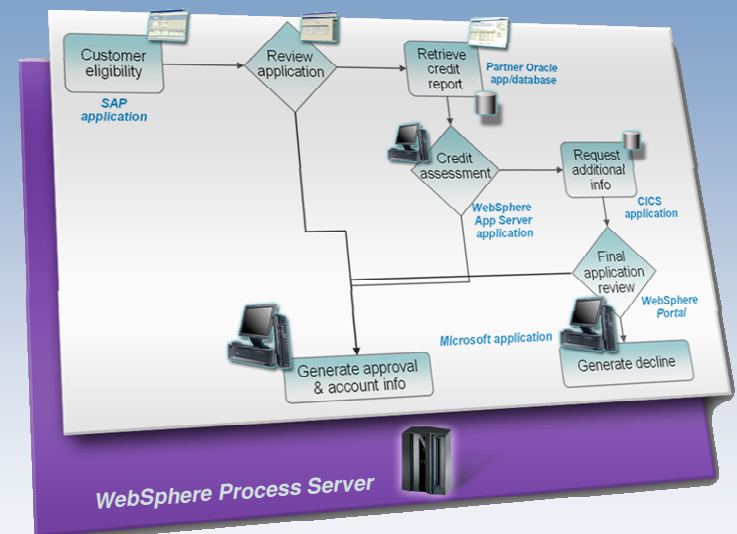 Customer
eligibility
SAP
application
Review
application
Retrieve
credit
report
Partner Oracle
app/database
Credit
assessment
WebSphere
App Server
application
Request
additional
info
CICS
application
Final
application
review
WebSphere
Portal
Microsoft application
Generate approval
& account info
Generate decline
WebSphere Process Server